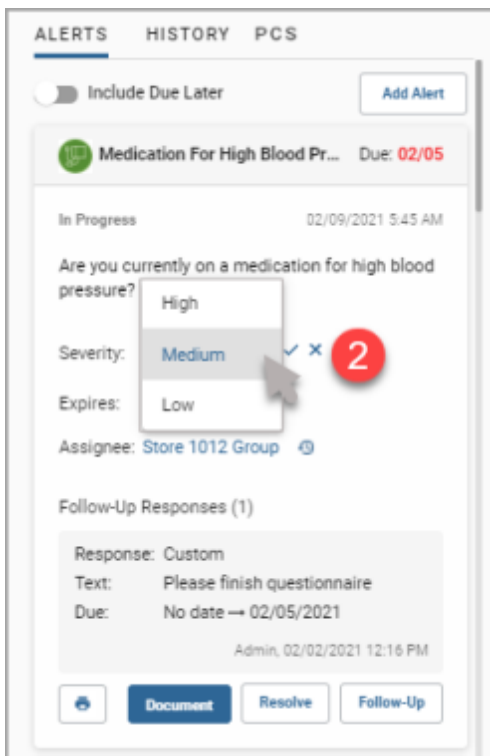 ALERTS HISTORY PCS
Include Due Later Add Alert
Medication For High Blood Pr... Due: 02/05
In Progress 02/09/2021 5:45 AM
Are you currently on a medication for high blood
pressure?
High
Severity: Medium 2
Expires: Low
Assignee: Store 1012 Group
Follow-Up Responses (1)
Response: Custom
Text: Please finish questionnaire
Due: No date → 02/05/2021
Admin, 02/02/2021 12:16 PM
Document Resolve Follow-Up